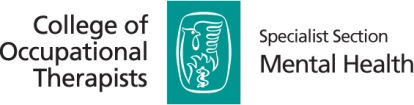 College of
Occupational
Therapists
Specialist Section
Mental Health